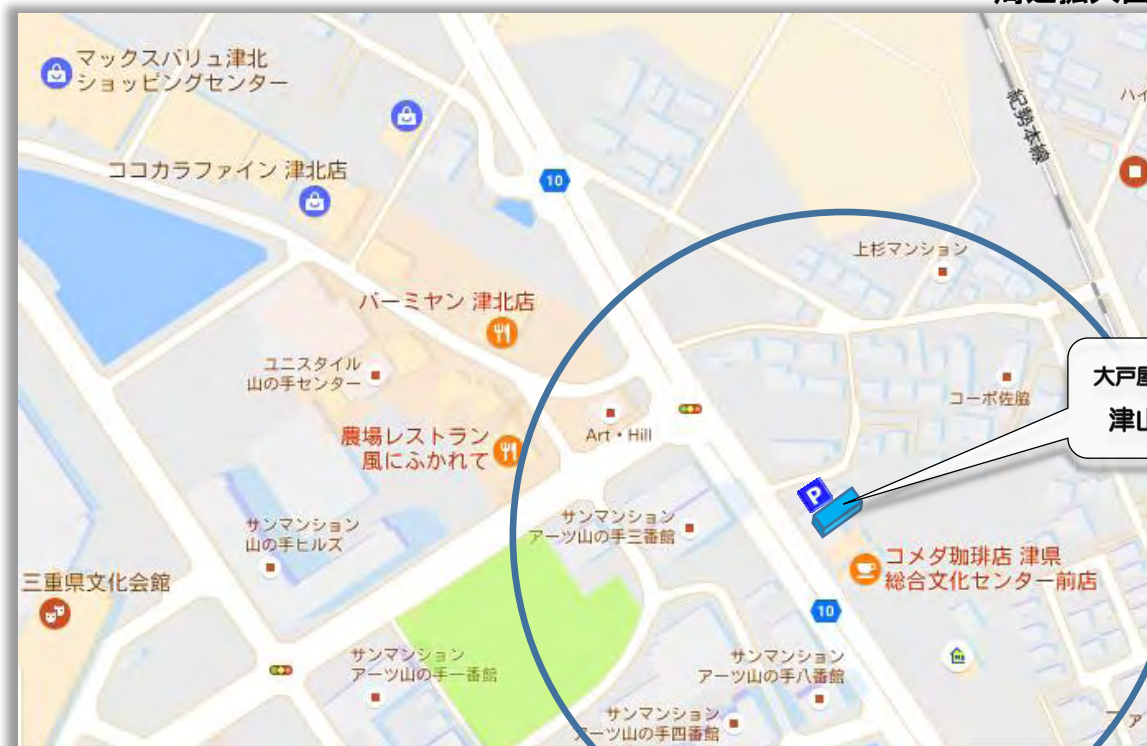 マックスバリュ津北
ショッピングセンター
ココカラファイン 津北店
10
紀勢本線
上杉マンション
バーミヤン 津北店
ユニスタイル
山の手センター
コーポ佐脇
大戸屋
津山
Art・Hill
農場レストラン
風にふかれて
P
サンマンション
アーツ山の手三番館
サンマンション
山の手ヒルズ
コメダ珈琲店 津県
総合文化センター前店
三重県文化会館
10
サンマンション
アーツ山の手一番館
サンマンション
アーツ山の手八番館
サンマンション
アーツ山の手四番館